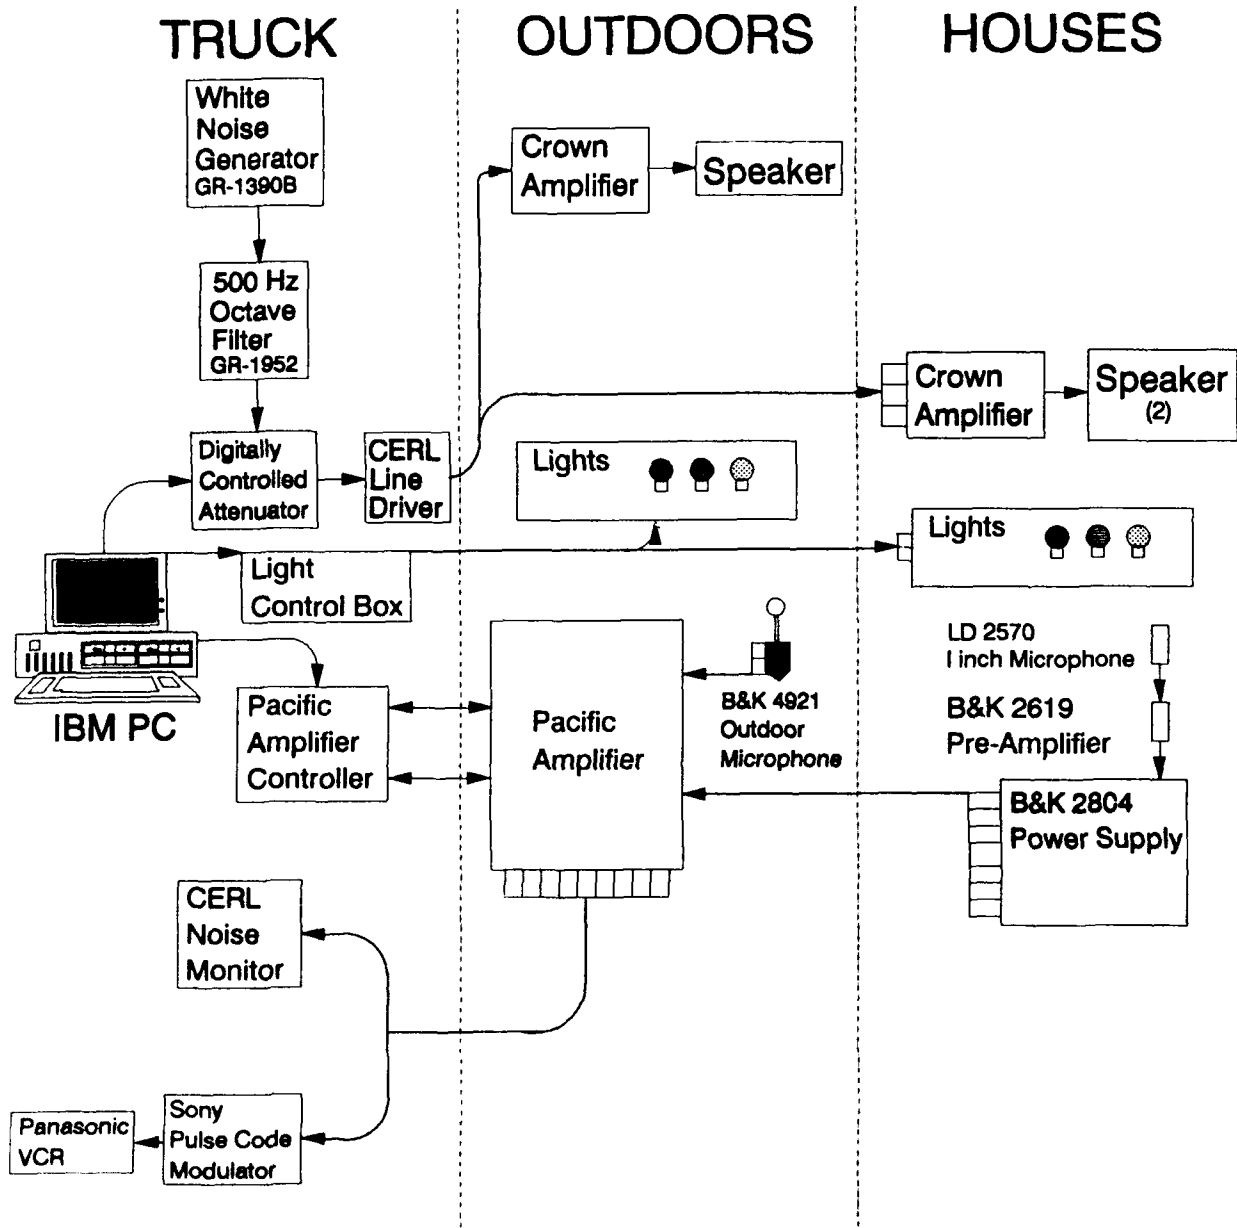 TRUCK
OUTDOORS
HOUSES
White
Noise
Generator
GR-1390B
500 Hz
Octave
Filter
GR-1952
Digitally
Controlled
Attenuator
CERL
Line
Driver
Light
Control Box
IBM PC
Pacific
Amplifier
Controller
CERL
Noise
Monitor
Sony
Pulse Code
Modulator
Panasonic
VCR
Crown
Amplifier
Speaker
Lights
Pacific
Amplifier
B&K 4921
Outdoor
Microphone
Crown
Amplifier
Speaker
(2)
Lights
LD 2570
I inch Microphone
B&K 2619
Pre-Amplifier
B&K 2804
Power Supply